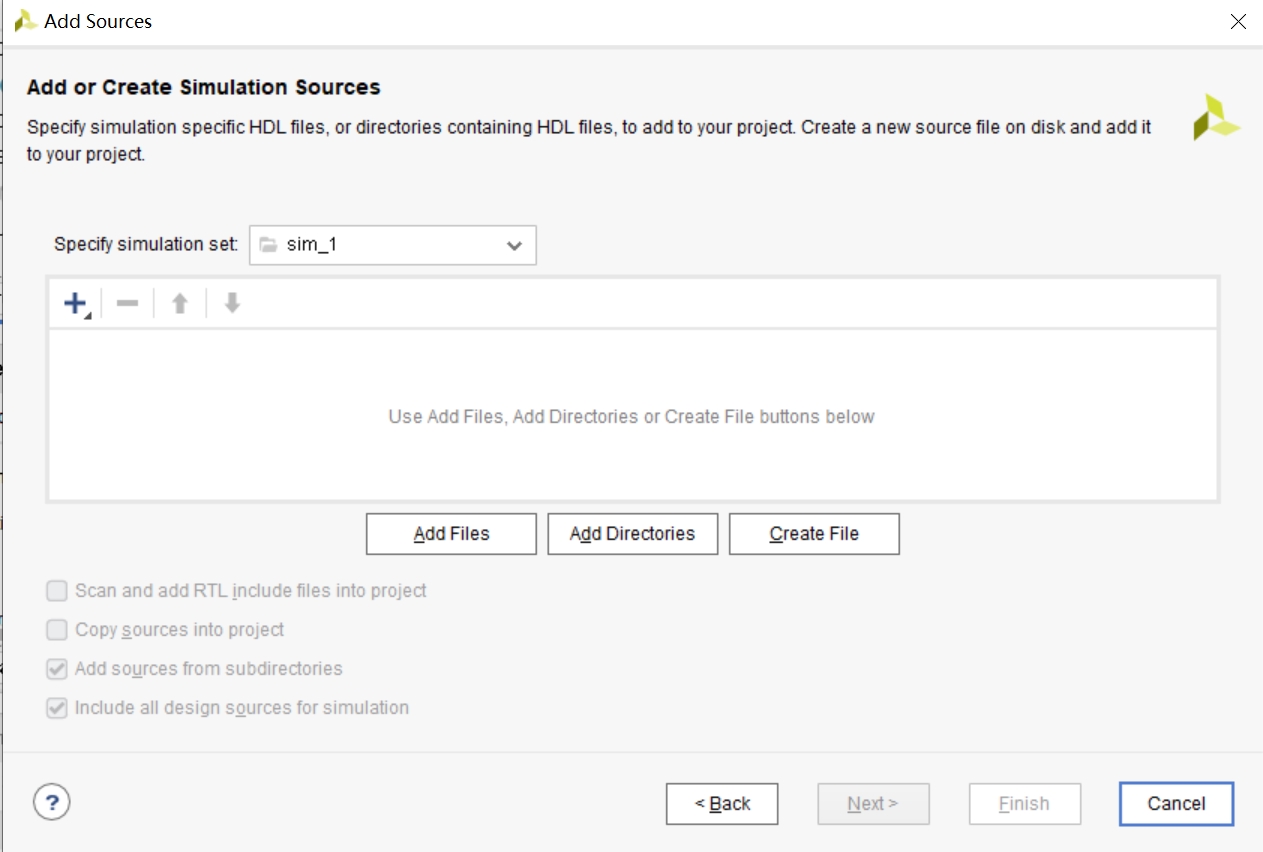 Add Sources
Add or Create Simulation Sources
Specify simulation specific HDL files, or directories containing HDL files, to add to your project. Create a new source file on disk and add it
to your project.
Specify simulation set: sim_1
Use Add Files, Add Directories or Create File buttons below
Add Files Add Directories Create File
Scan and add RTL include files into project
Copy sources into project
Add sources from subdirectories
Include all design sources for simulation
? < Back Next > Finish Cancel